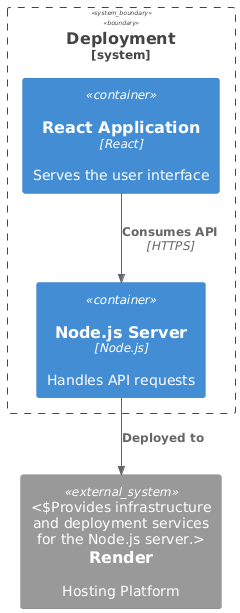 «system_boundary»
«boundary»
Deployment
[system]
«container»
React Application
[React]
Serves the user interface
Consumes API
[HTTPS]
«container»
Node.js Server
[Node.js]
Handles API requests
Deployed to
«external_system»
<$Provides infrastructure
and deployment services
for the Node.js server.>
Render
Hosting Platform